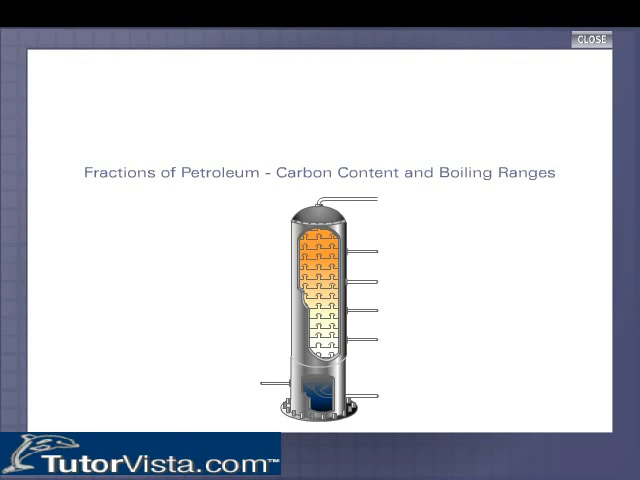 CLOSE
Fractions of Petroleum - Carbon Content and Boiling Ranges
TutorVista.com™